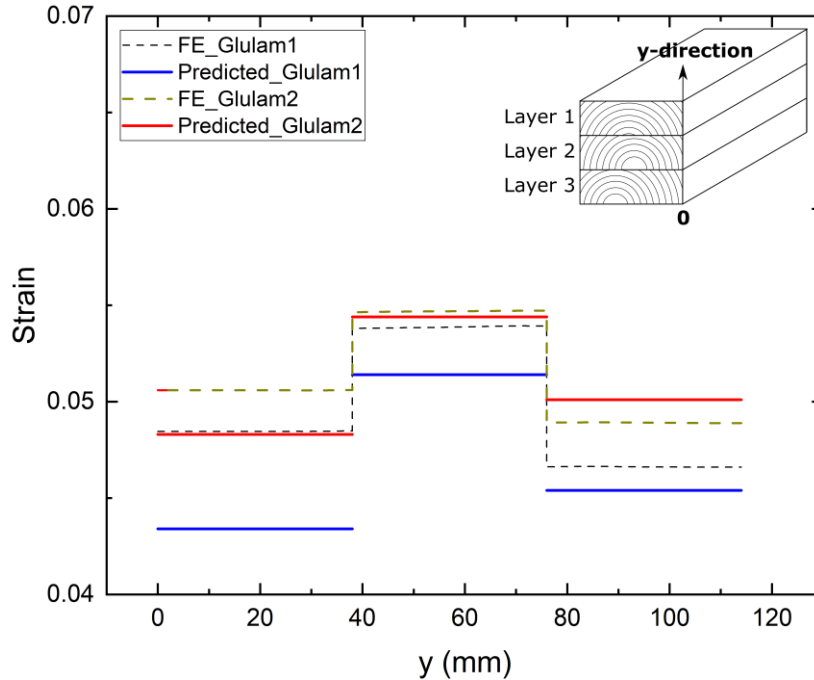 0.07
FE_Glulam1
Predicted_Glulam1
FE_Glulam2
Predicted_Glulam2
y-direction
Layer 1
Layer 2
Layer 3
0
0.06
Strain
0.05
0.04
0 20 40 60 80 100 120
y (mm)